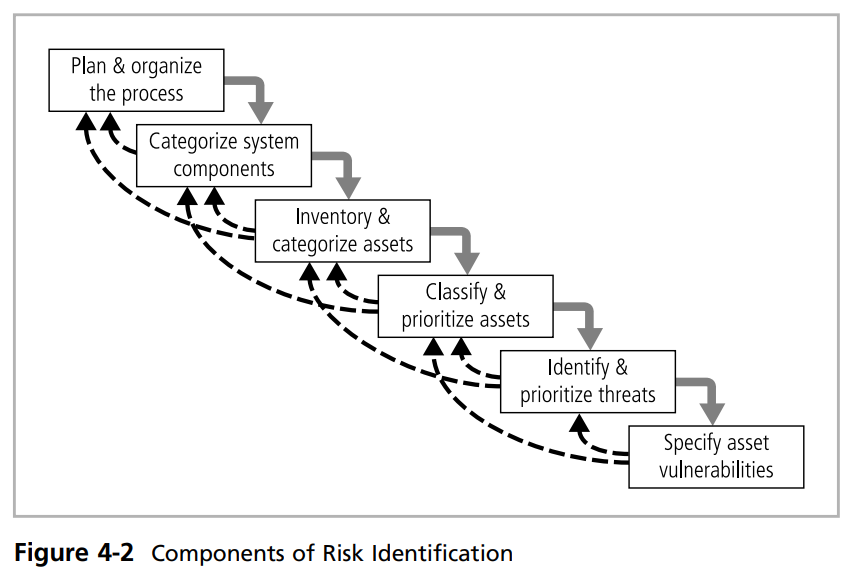 Plan & organize
the process
Categorize system
components
Inventory &
categorize assets
Classify &
prioritize assets
Identify &
prioritize threats
Specify asset
vulnerabilities
Figure 4-2 Components of Risk Identification